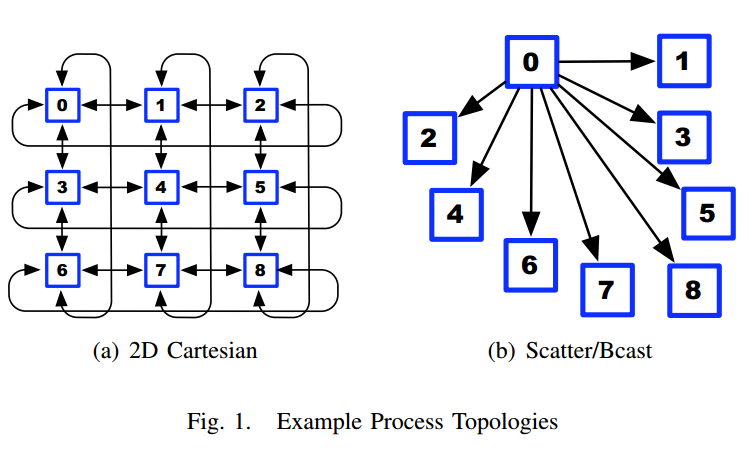 0 1 2
3 4 5
6 7 8
(a) 2D Cartesian
0 1
2 3
4 5
6 7 8
(b) Scatter/Bcast
Fig. 1. Example Process Topologies